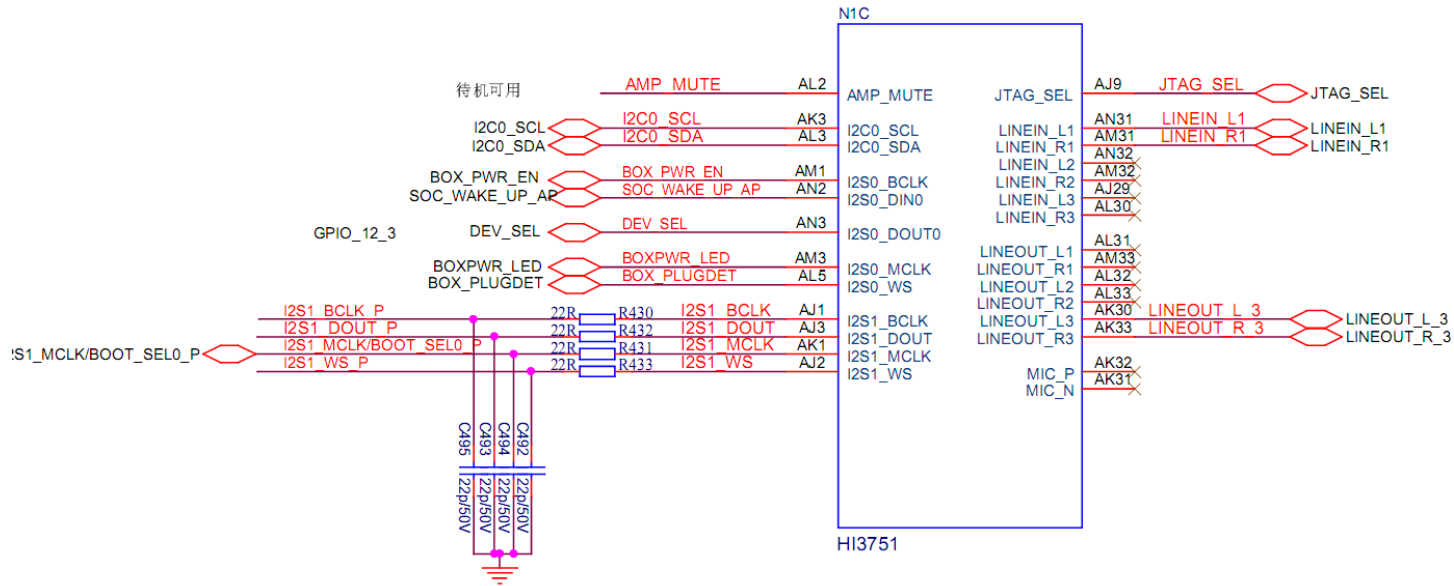 N1C
待机可用 AMP_MUTE AL2 AMP_MUTE JTAG_SEL AJ9 JTAG_SEL JTAG_SEL
I2C0_SCL I2C0_SCL AK3 I2C0_SCL LINEIN_L1 AN31 LINEIN_L1 LINEIN_L1
I2C0_SDA I2C0_SDA AL3 I2C0_SDA LINEIN_R1 AM31 LINEIN_R1 LINEIN_R1
LINEIN_L2 AN32
BOX_PWR_EN BOX_PWR_EN AM1 I2S0_BCLK LINEIN_R2 AM32
SOC_WAKE_UP_AP SOC_WAKE_UP_AP AN2 I2S0_DIN0 LINEIN_L3 AJ29
LINEIN_R3 AL30
GPIO_12_3 DEV_SEL DEV_SEL AN3 I2S0_DOUT0
LINEOUT_L1 AL31
BOXPWR_LED BOXPWR_LED AM3 I2S0_MCLK LINEOUT_R1 AM33
BOX_PLUGDET BOX_PLUGDET AL5 I2S0_WS LINEOUT_L2 AL32
LINEOUT_R2 AL33
I2S1_BCLK_P 22R R430 I2S1_BCLK AJ1 I2S1_BCLK LINEOUT_L3 AK30 LINEOUT_L_3 LINEOUT_L_3
I2S1_DOUT_P R432 I2S1_DOUT AJ3 I2S1_DOUT LINEOUT_R3 AK33 LINEOUT_R_3 LINEOUT_R_3
2S1_MCLK/BOOT_SEL0_P I2S1_MCLK/BOOT_SEL0_P 22R R431 I2S1_MCLK AK1 I2S1_MCLK
I2S1_WS_P 22R R433 I2S1_WS AJ2 I2S1_WS MIC_P AK32
MIC_N AK31
C495 22p/50V
C493 22p/50V
C494 22p/50V
C492 22p/50V
HI3751